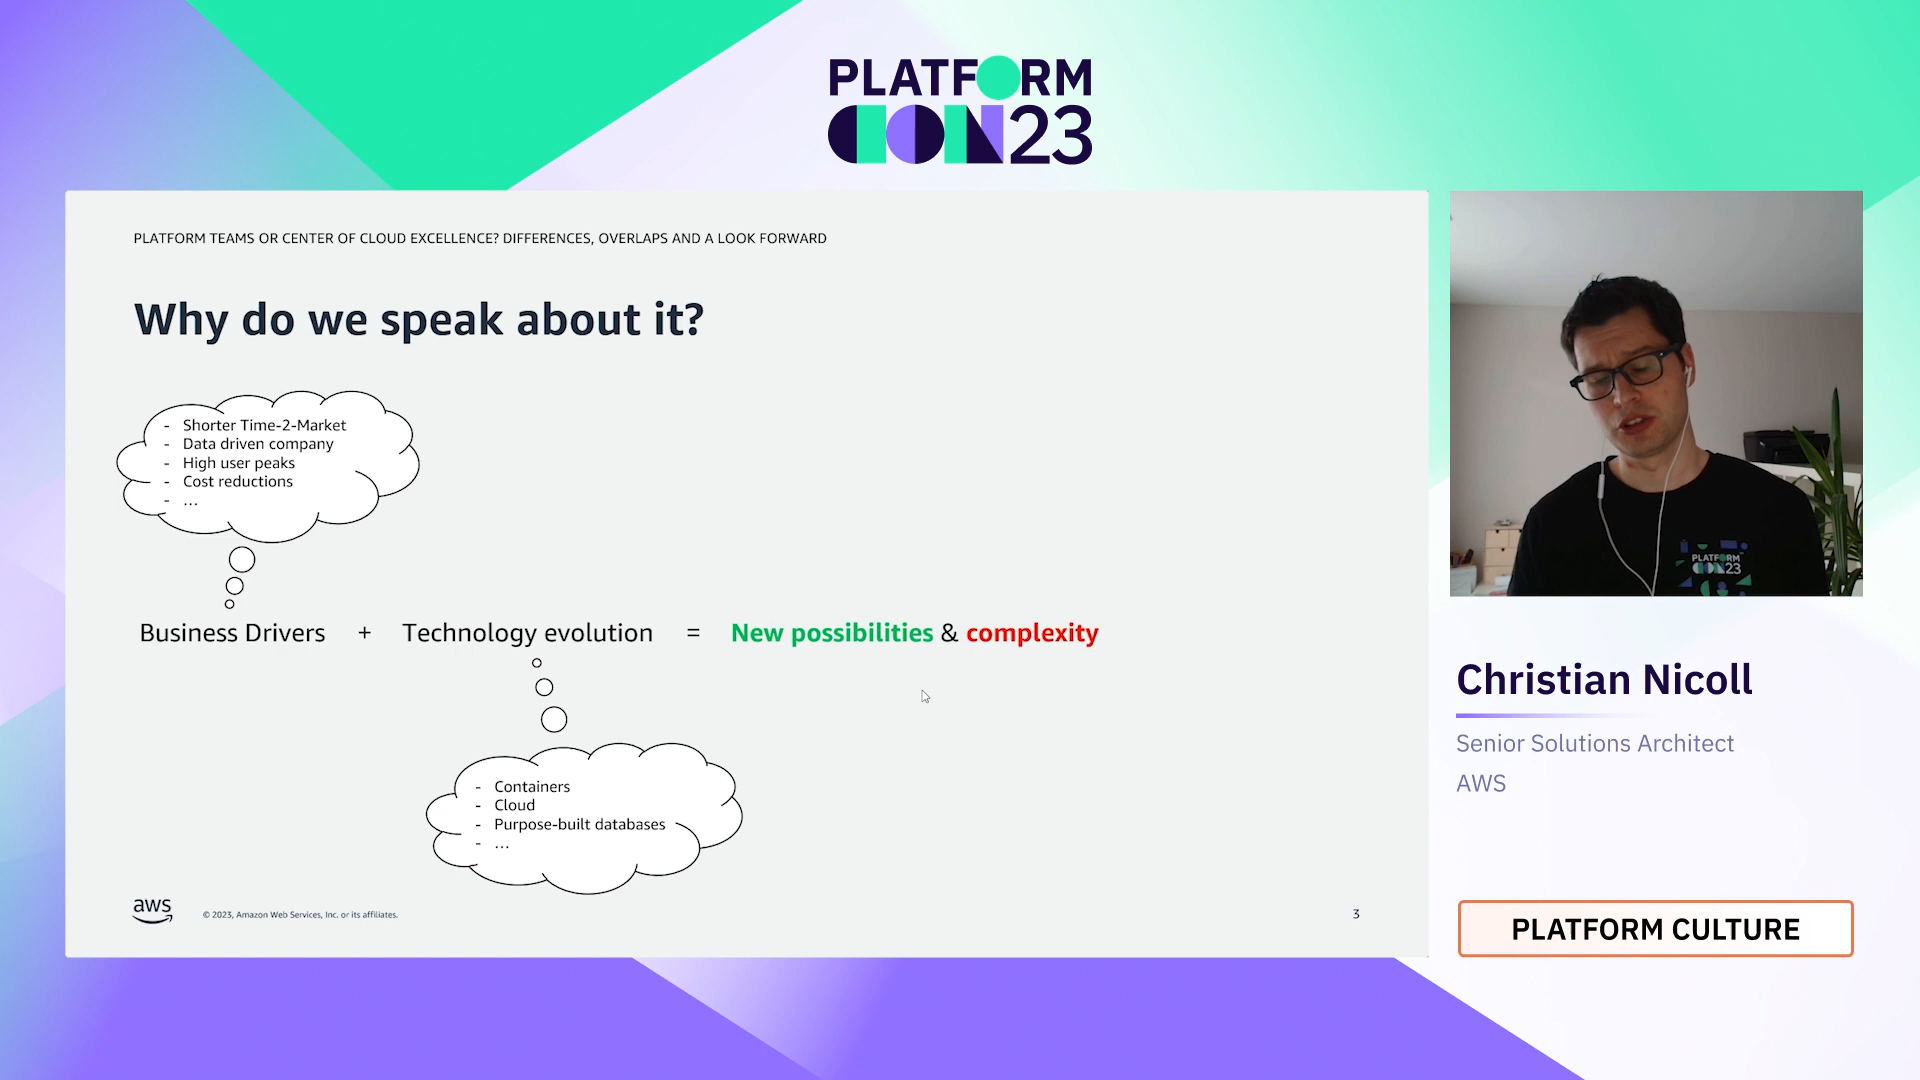 PLATFORM
CON23
PLATFORM TEAMS OR CENTER OF CLOUD EXCELLENCE? DIFFERENCES, OVERLAPS AND A LOOK FORWARD
Why do we speak about it?
- Shorter Time-2-Market
- Data driven company
- High user peaks
- Cost reductions
- ...
Business Drivers + Technology evolution = New possibilities & complexity
- Containers
- Cloud
- Purpose-built databases
- ...
aws
© 2023, Amazon Web Services, Inc. or its affiliates.
3
PLATFORM
CON23
Christian Nicoll
Senior Solutions Architect
AWS
PLATFORM CULTURE